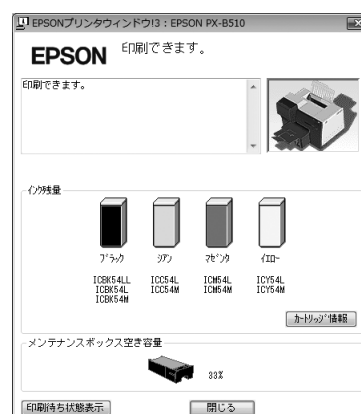 EPSONプリンタウィンドウ!3 : EPSON PX-B510
EPSON 印刷できます。
印刷できます。
インク残量
ブラック シアン マゼンタ イエロー
ICBK54LL ICC54L ICM54L ICY54L
ICBK54L ICC54M ICM54M ICY54M
ICBK54M
カートリッジ情報
メンテナンスボックス空き容量
33%
印刷待ち状態表示 閉じる